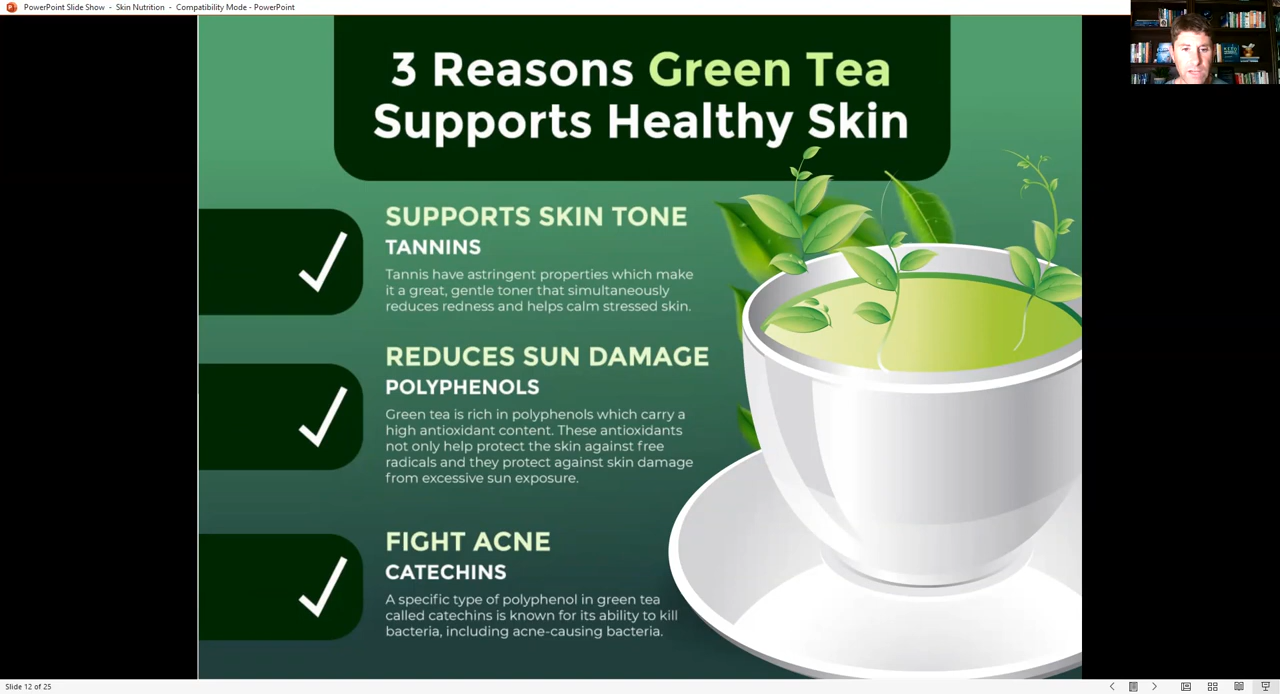 PowerPoint Slide Show - Skin Nutrition - Compatibility Mode - PowerPoint
3 Reasons Green Tea
Supports Healthy Skin
SUPPORTS SKIN TONE
TANNINS
Tannis have astringent properties which make
it a great, gentle toner that simultaneously
reduces redness and helps calm stressed skin.
REDUCES SUN DAMAGE
POLYPHENOLS
Green tea is rich in polyphenols which carry a
high antioxidant content. These antioxidants
not only help protect the skin against free
radicals and they protect against skin damage
from excessive sun exposure.
FIGHT ACNE
CATECHINS
A specific type of polyphenol in green tea
called catechins is known for its ability to kill
bacteria, including acne-causing bacteria.
Slide 12 of 25